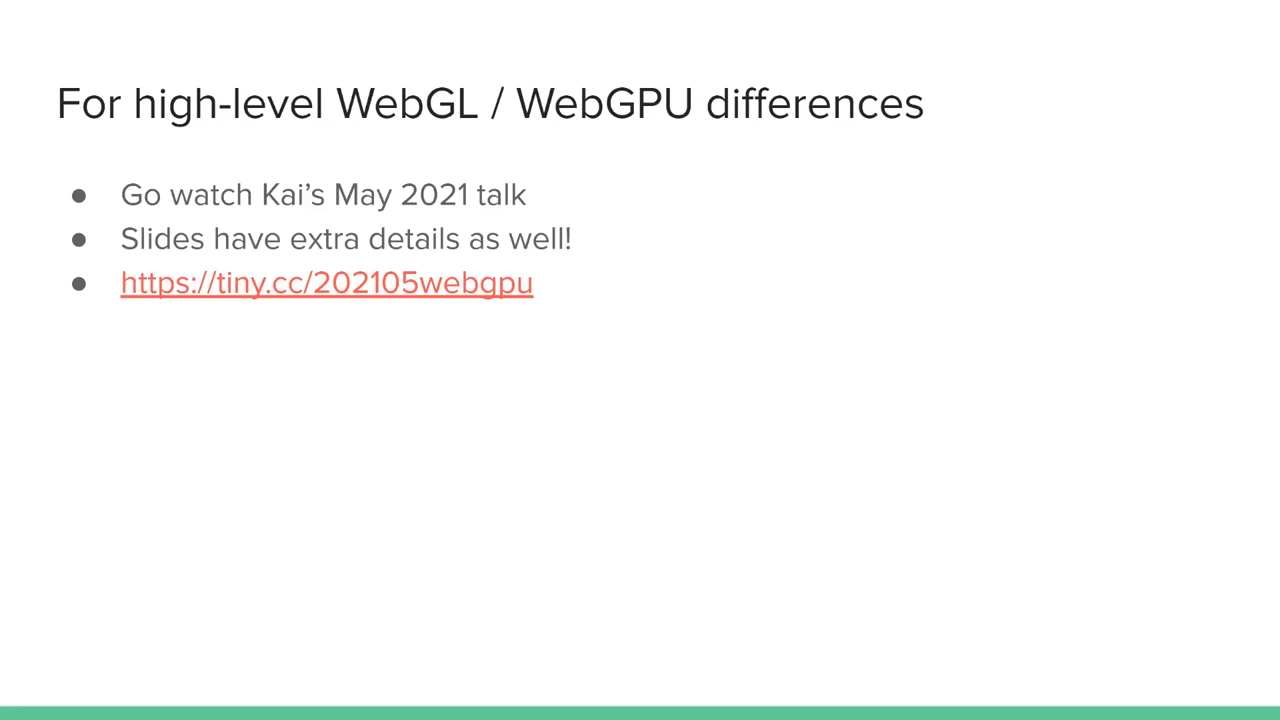 For high-level WebGL / WebGPU differences
● Go watch Kai’s May 2021 talk
● Slides have extra details as well!
● https://tiny.cc/202105webgpu